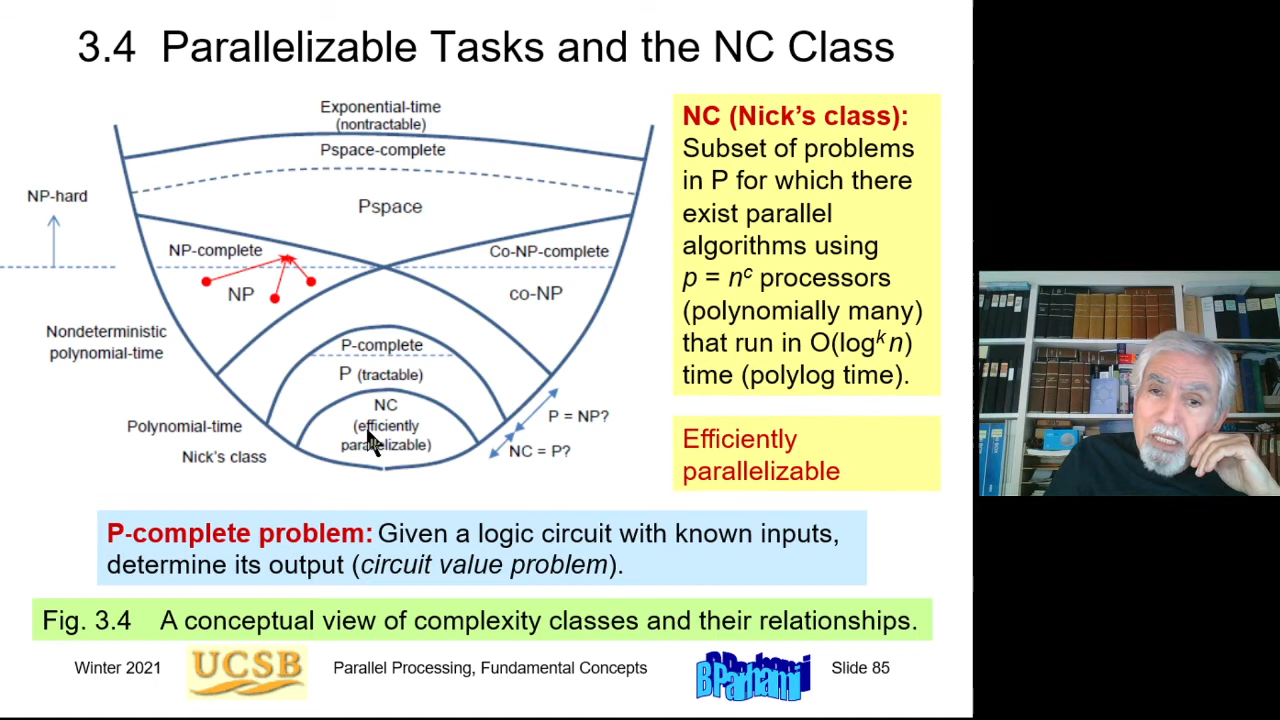 3.4 Parallelizable Tasks and the NC Class
Exponential-time
(nontractable)
Pspace-complete
Pspace
NP-hard
NP-complete
Co-NP-complete
NP
co-NP
Nondeterministic
polynomial-time
P-complete
P (tractable)
NC
(efficiently
parallelizable)
Polynomial-time
Nick's class
P = NP?
NC = P?
NC (Nick's class):
Subset of problems
in P for which there
exist parallel
algorithms using
p = n^c processors
(polynomially many)
that run in O(log^k n)
time (polylog time).
Efficiently
parallelizable
P-complete problem: Given a logic circuit with known inputs,
determine its output (circuit value problem).
Fig. 3.4 A conceptual view of complexity classes and their relationships.
Winter 2021
UCSB
Parallel Processing, Fundamental Concepts
BParhami
Slide 85